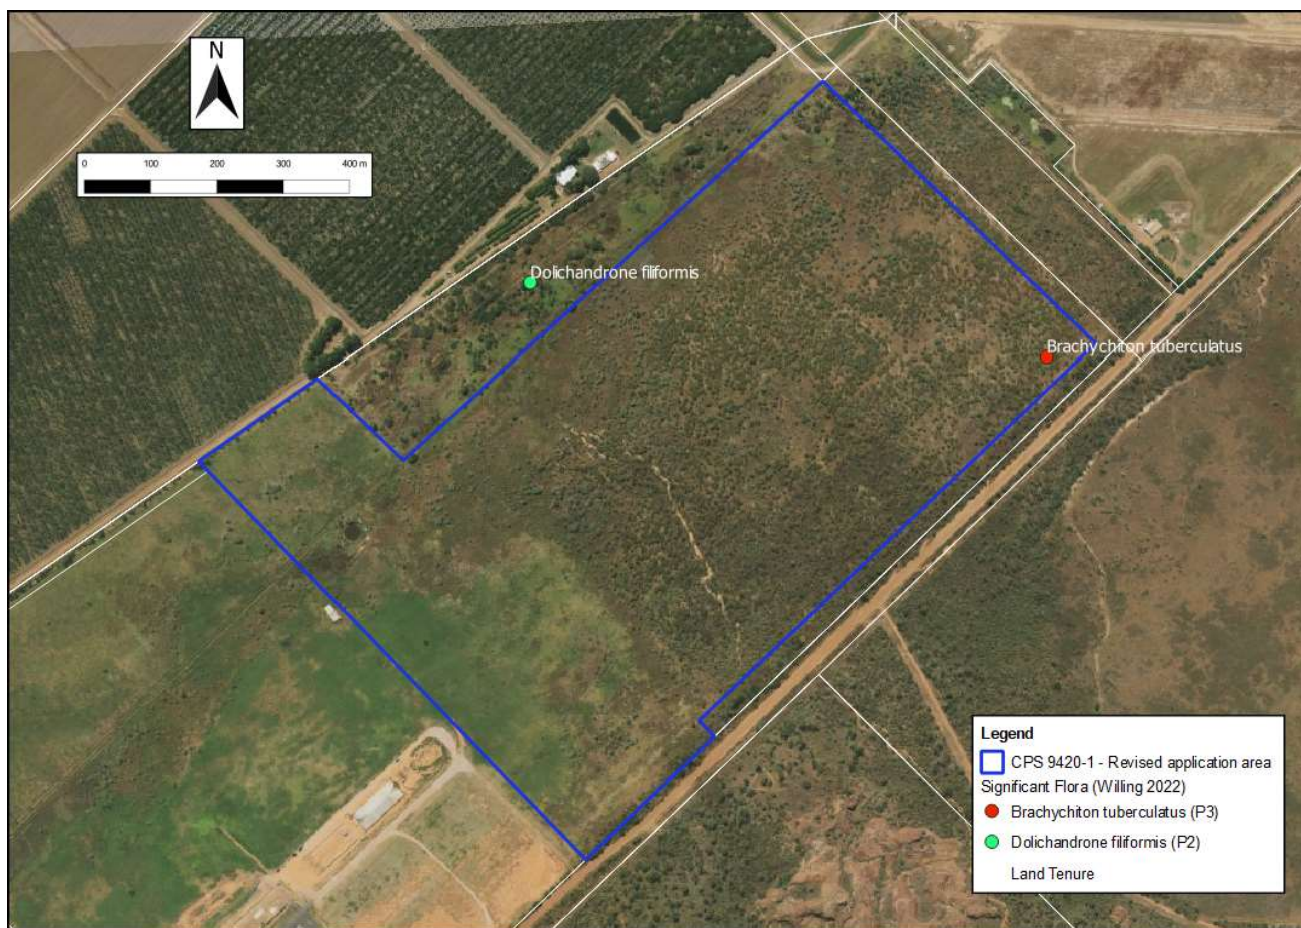 N
0 100 200 300 400 m
Dolichandrone filiformis
Brachychiton tuberculatus
Legend
CPS 9420-1 - Revised application area
Significant Flora (Willing 2022)
Brachychiton tuberculatus (P3)
Dolichandrone filiformis (P2)
Land Tenure